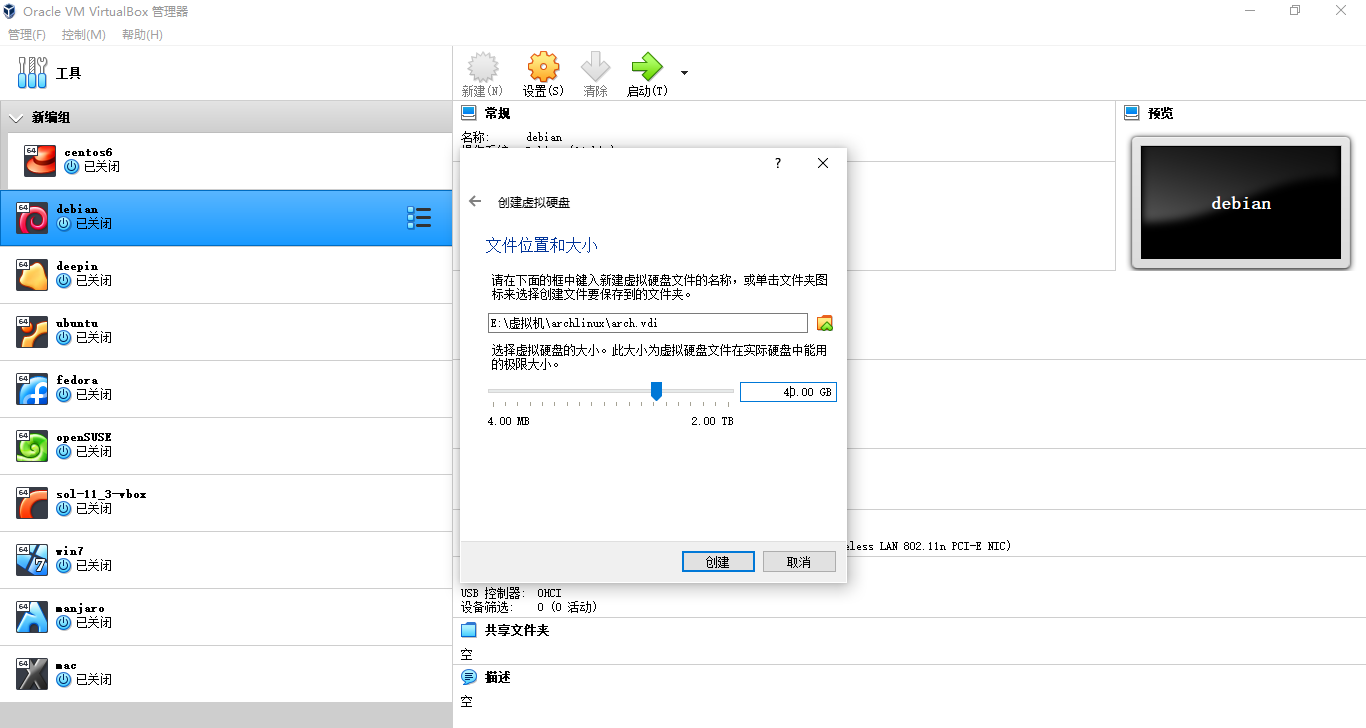 Oracle VM VirtualBox 管理器
管理(F) 控制(M) 帮助(H)
工具
新建(N) 设置(S) 清除 启动(T)
新编组
64 centos6
已关闭
64 debian
已关闭
64 deepin
已关闭
64 ubuntu
已关闭
64 fedora
已关闭
64 openSUSE
已关闭
64 sol-11_3-vbox
已关闭
64 win7
已关闭
64 manjaro
已关闭
64 mac
已关闭
常规
名称: debian
预览
debian
?
创建虚拟硬盘
文件位置和大小
请在下面的框中键入新建虚拟硬盘文件的名称，或单击文件夹图
标来选择创建文件要保存到的文件夹。
E:\虚拟机\archlinux\arch.vdi
选择虚拟硬盘的大小。此大小为虚拟硬盘文件在实际硬盘中能用
的极限大小。
40.00 GB
4.00 MB 2.00 TB
创建 取消
eless LAN 802.11n PCI-E NIC)
USB 控制器: OHCI
设备筛选: 0 (0 活动)
共享文件夹
空
描述
空